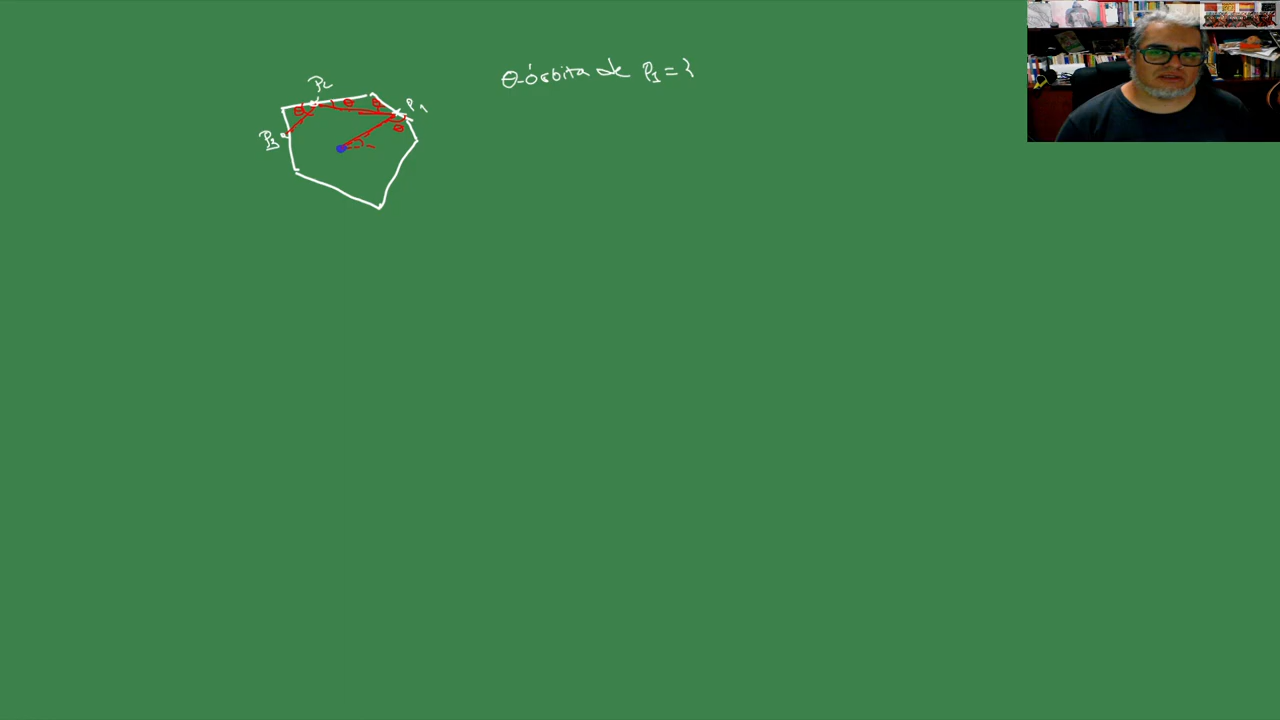 θ-órbita de P₁ = {
P₂
P₁
θ θ θ
θ
P₃